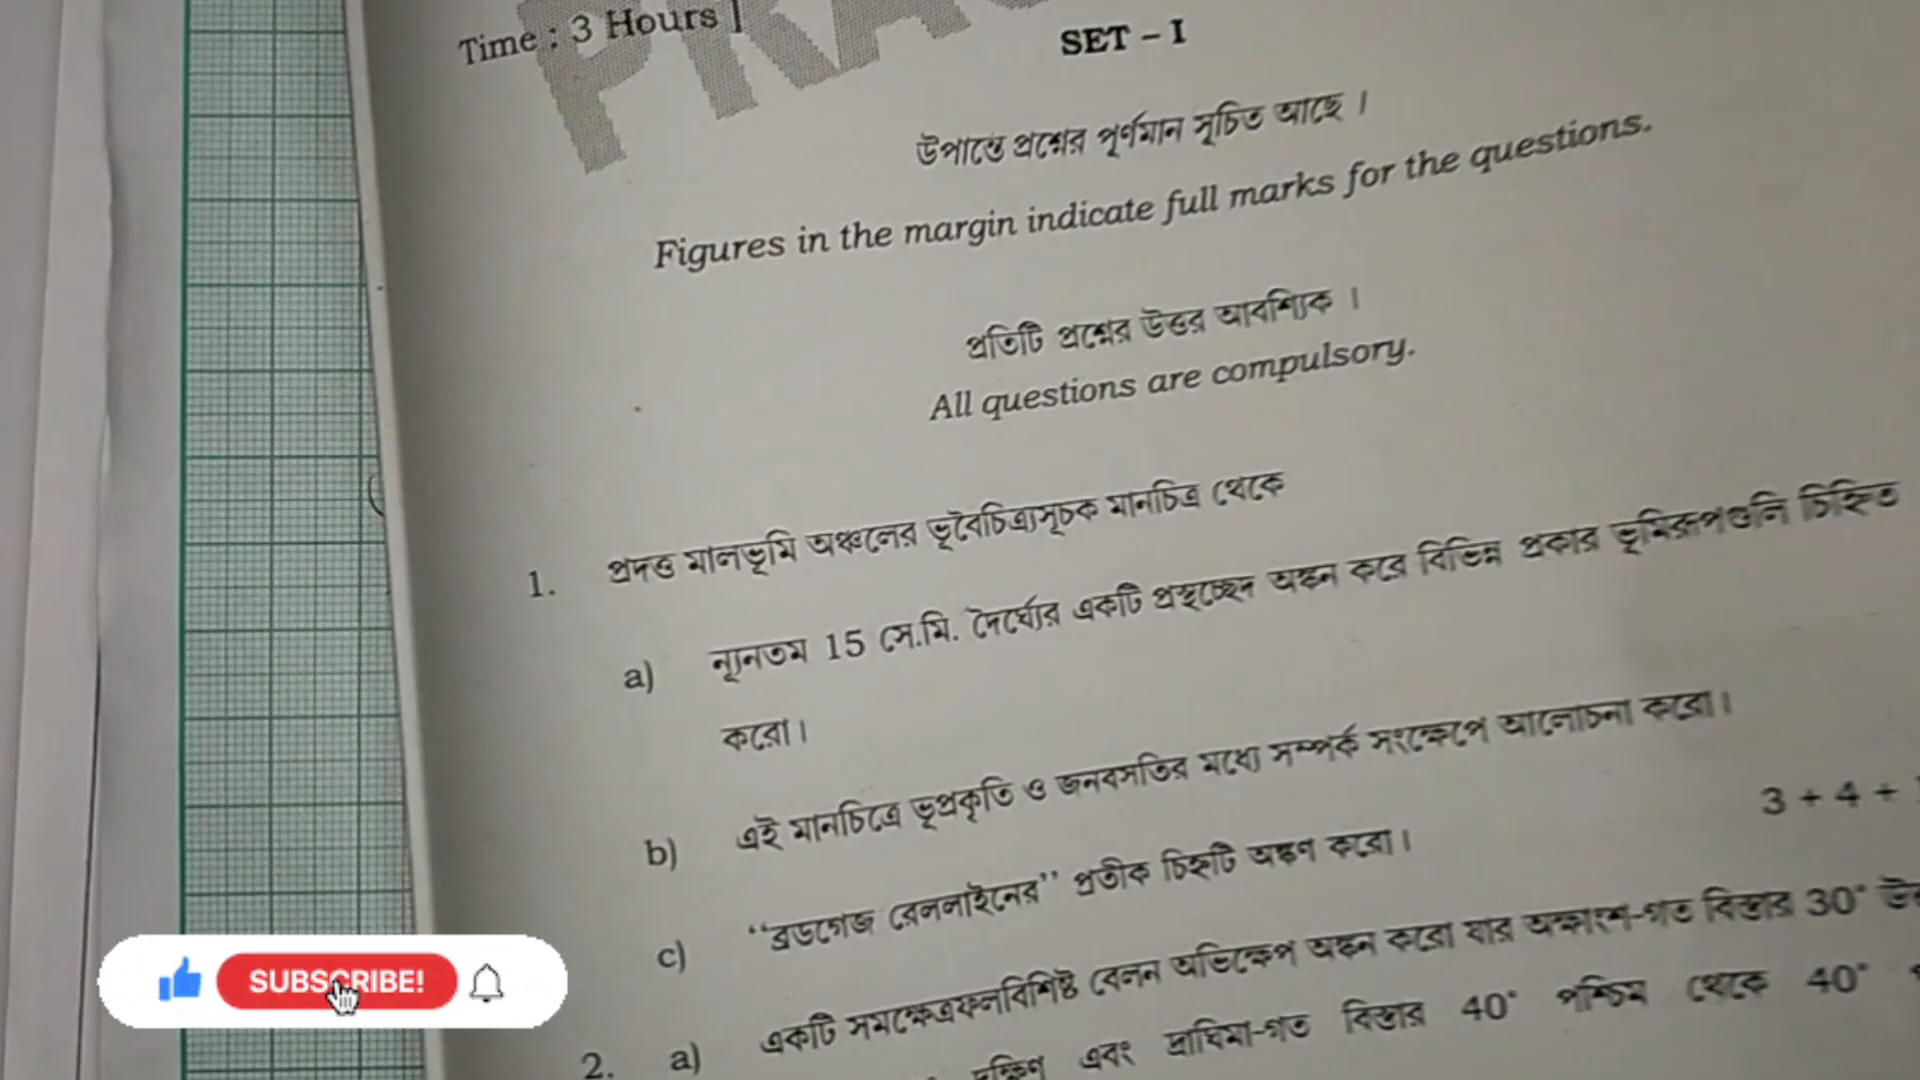 Time : 3 Hours ]
PRA
SET – I
উপান্তে প্রশ্নের পূর্ণমান সূচিত আছে ।
Figures in the margin indicate full marks for the questions.
প্রতিটি প্রশ্নের উত্তর আবশ্যিক ।
All questions are compulsory.
1. প্রদত্ত মালভূমি অঞ্চলের ভূবৈচিত্র্যসূচক মানচিত্র থেকে
a) ন্যূনতম 15 সে.মি. দৈর্ঘ্যের একটি প্রস্থচ্ছেদ অঙ্কন করে বিভিন্ন প্রকার ভূমিরূপগুলি চিহ্নিত
করো।
b) এই মানচিত্রে ভূপ্রকৃতি ও জনবসতির মধ্যে সম্পর্ক সংক্ষেপে আলোচনা করো।
c) “ব্রডগেজ রেললাইনের” প্রতীক চিহ্নটি অঙ্কণ করো।
3 + 4 +
2. a) একটি সমক্ষেত্রফলবিশিষ্ট বেলন অভিক্ষেপ অঙ্কন করো যার অক্ষাংশ-গত বিস্তার 30°
দক্ষিণ এবং দ্রাঘিমা-গত বিস্তার 40° পশ্চিম থেকে 40°
SUBSCRIBE!